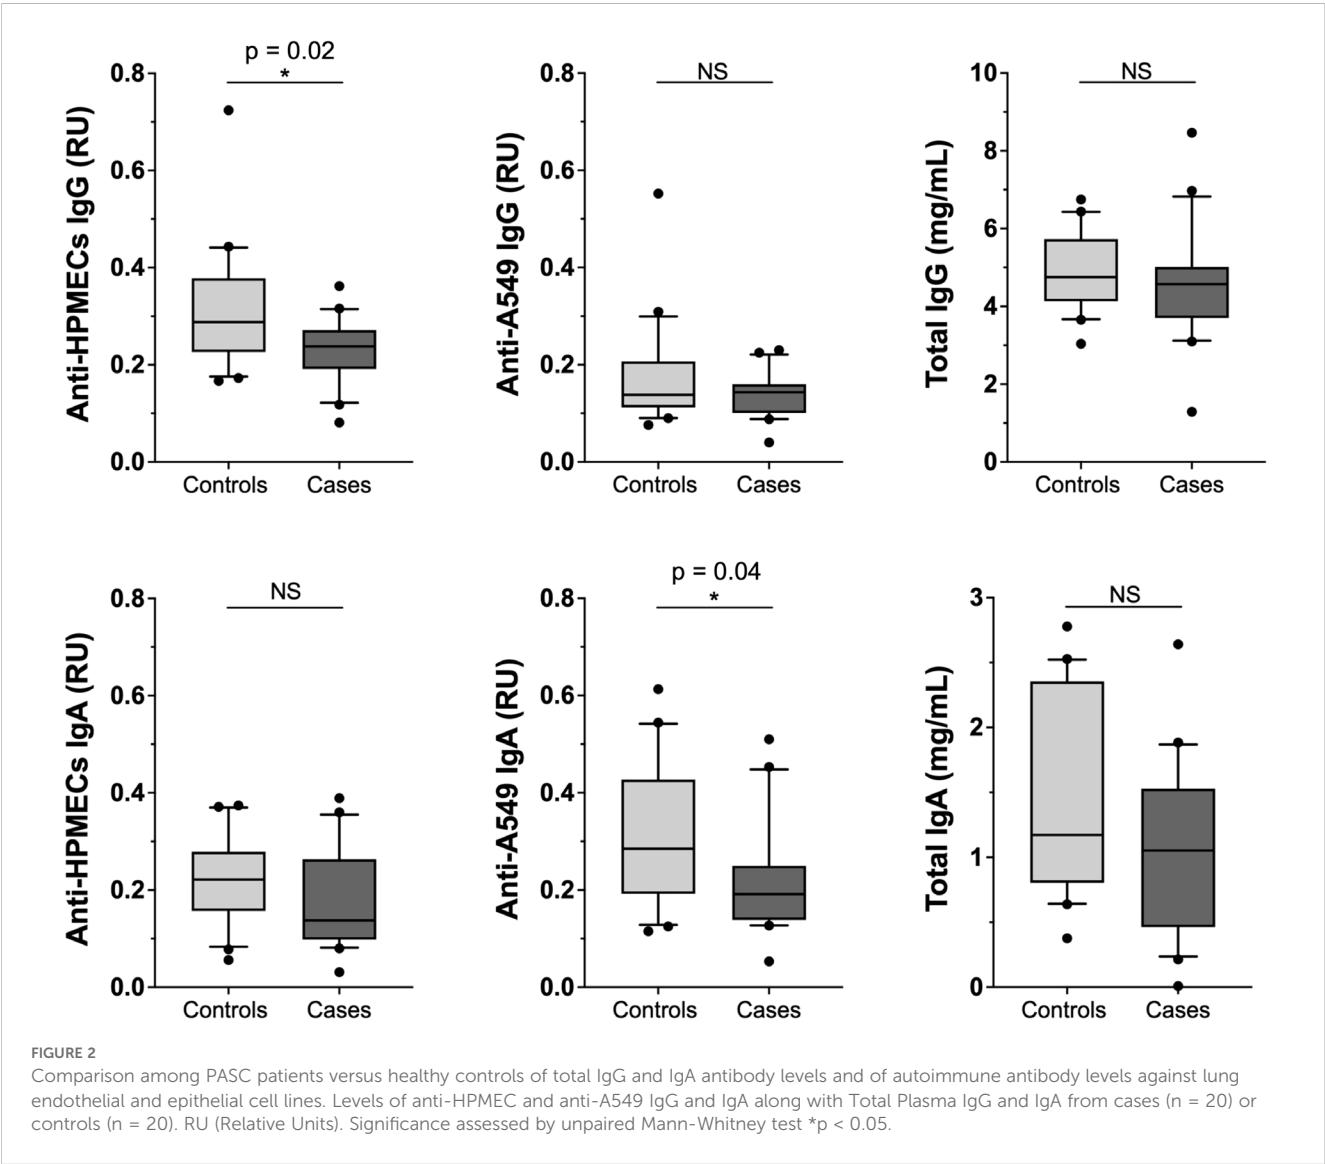 p = 0.02
*
0.8
0.6
0.4
0.2
0.0
Anti-HPMECs IgG (RU)
Controls Cases
NS
0.8
0.6
0.4
0.2
0.0
Anti-A549 IgG (RU)
Controls Cases
NS
10
8
6
4
2
0
Total IgG (mg/mL)
Controls Cases
NS
0.8
0.6
0.4
0.2
0.0
Anti-HPMECs IgA (RU)
Controls Cases
p = 0.04
*
0.8
0.6
0.4
0.2
0.0
Anti-A549 IgA (RU)
Controls Cases
NS
3
2
1
0
Total IgA (mg/mL)
Controls Cases
FIGURE 2
Comparison among PASC patients versus healthy controls of total IgG and IgA antibody levels and of autoimmune antibody levels against lung
endothelial and epithelial cell lines. Levels of anti-HPMEC and anti-A549 IgG and IgA along with Total Plasma IgG and IgA from cases (n = 20) or
controls (n = 20). RU (Relative Units). Significance assessed by unpaired Mann-Whitney test *p < 0.05.